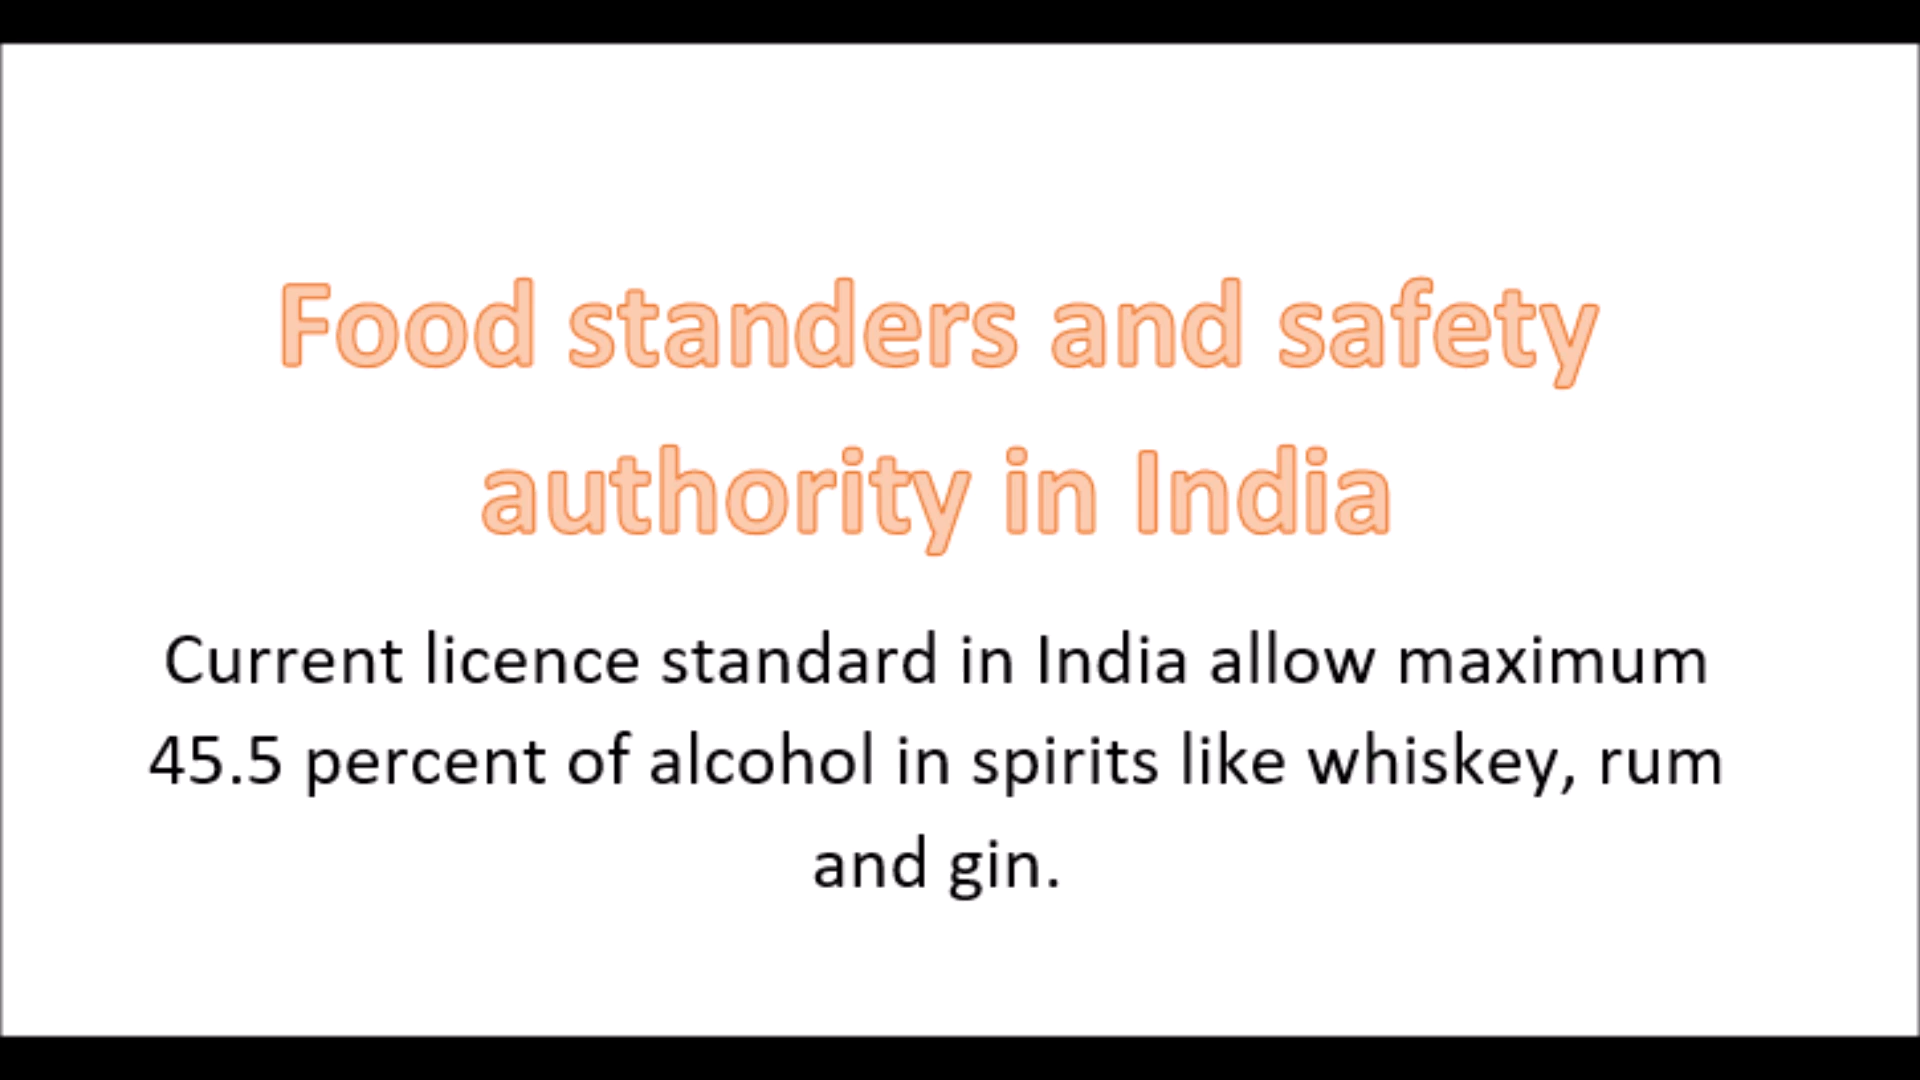 Food standers and safety
authority in India
Current licence standard in India allow maximum
45.5 percent of alcohol in spirits like whiskey, rum
and gin.